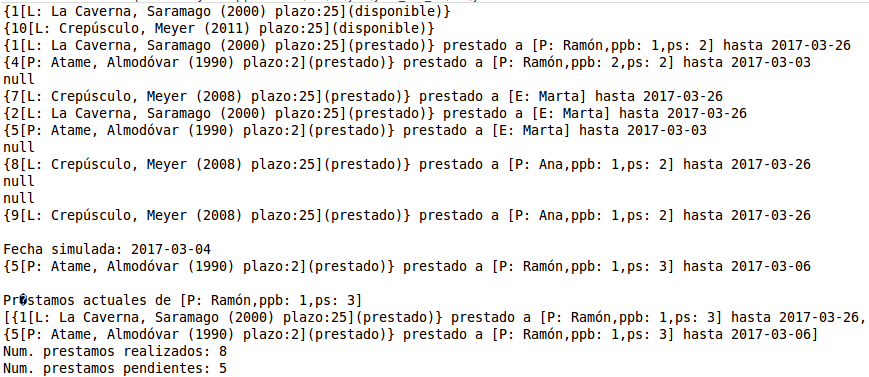 {1[L: La Caverna, Saramago (2000) plazo:25](disponible)}
{10[L: Crepúsculo, Meyer (2011) plazo:25](disponible)}
{1[L: La Caverna, Saramago (2000) plazo:25](prestado)} prestado a [P: Ramón,ppb: 1,ps: 2] hasta 2017-03-26
{4[P: Atame, Almodóvar (1990) plazo:2](prestado)} prestado a [P: Ramón,ppb: 2,ps: 2] hasta 2017-03-03
null
{7[L: Crepúsculo, Meyer (2008) plazo:25](prestado)} prestado a [E: Marta] hasta 2017-03-26
{2[L: La Caverna, Saramago (2000) plazo:25](prestado)} prestado a [E: Marta] hasta 2017-03-26
{5[P: Atame, Almodóvar (1990) plazo:2](prestado)} prestado a [E: Marta] hasta 2017-03-03
null
{8[L: Crepúsculo, Meyer (2008) plazo:25](prestado)} prestado a [P: Ana,ppb: 1,ps: 2] hasta 2017-03-26
null
null
{9[L: Crepúsculo, Meyer (2008) plazo:25](prestado)} prestado a [P: Ana,ppb: 1,ps: 2] hasta 2017-03-26
Fecha simulada: 2017-03-04
{5[P: Atame, Almodóvar (1990) plazo:2](prestado)} prestado a [P: Ramón,ppb: 1,ps: 3] hasta 2017-03-06
Pr�stamos actuales de [P: Ramón,ppb: 1,ps: 3]
[{1[L: La Caverna, Saramago (2000) plazo:25](prestado)} prestado a [P: Ramón,ppb: 1,ps: 3] hasta 2017-03-26,
{5[P: Atame, Almodóvar (1990) plazo:2](prestado)} prestado a [P: Ramón,ppb: 1,ps: 3] hasta 2017-03-06]
Num. prestamos realizados: 8
Num. prestamos pendientes: 5